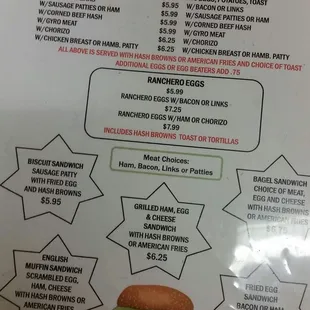 POTATOES, TOAST
W/SAUSAGE PATTIES OR HAM $5.95
W/CORNED BEEF HASH $5.99
W/GYRO MEAT $5.99
W/CHORIZO $6.25
W/CHICKEN BREAST OR HAMB. PATTY $6.25
W/BACON OR LINKS
W/SAUSAGE PATTIES OR HAM
W/CORNED BEEF HASH
W/GYRO MEAT
W/CHORIZO
W/CHICKEN BREAST OR HAMB. PATTY
ALL ABOVE IS SERVED WITH HASH BROWNS OR AMERICAN FRIES AND CHOICE OF TOAST
ADDITIONAL EGGS OR EGG BEATERS ADD .75
RANCHERO EGGS
$5.99
RANCHERO EGGS W/BACON OR LINKS
$7.25
RANCHERO EGGS W/HAM OR CHORIZO
$7.99
INCLUDES HASH BROWNS TOAST OR TORTILLAS
Meat Choices:
Ham, Bacon, Links or Patties
BISCUIT SANDWICH
SAUSAGE PATTY
WITH FRIED EGG
AND HASH BROWNS
$5.95
GRILLED HAM, EGG
& CHEESE
SANDWICH
WITH HASH BROWNS
OR AMERICAN FRIES
$6.25
BAGEL SANDWICH
CHOICE OF MEAT,
EGG AND CHEESE
WITH HASH BROWNS
OR AMERICAN FRIES
ENGLISH
MUFFIN SANDWICH
SCRAMBLED EGG,
HAM, CHEESE
WITH HASH BROWNS
OR AMERICAN FRIES
FRIED EGG
SANDWICH
BACON OR HAM